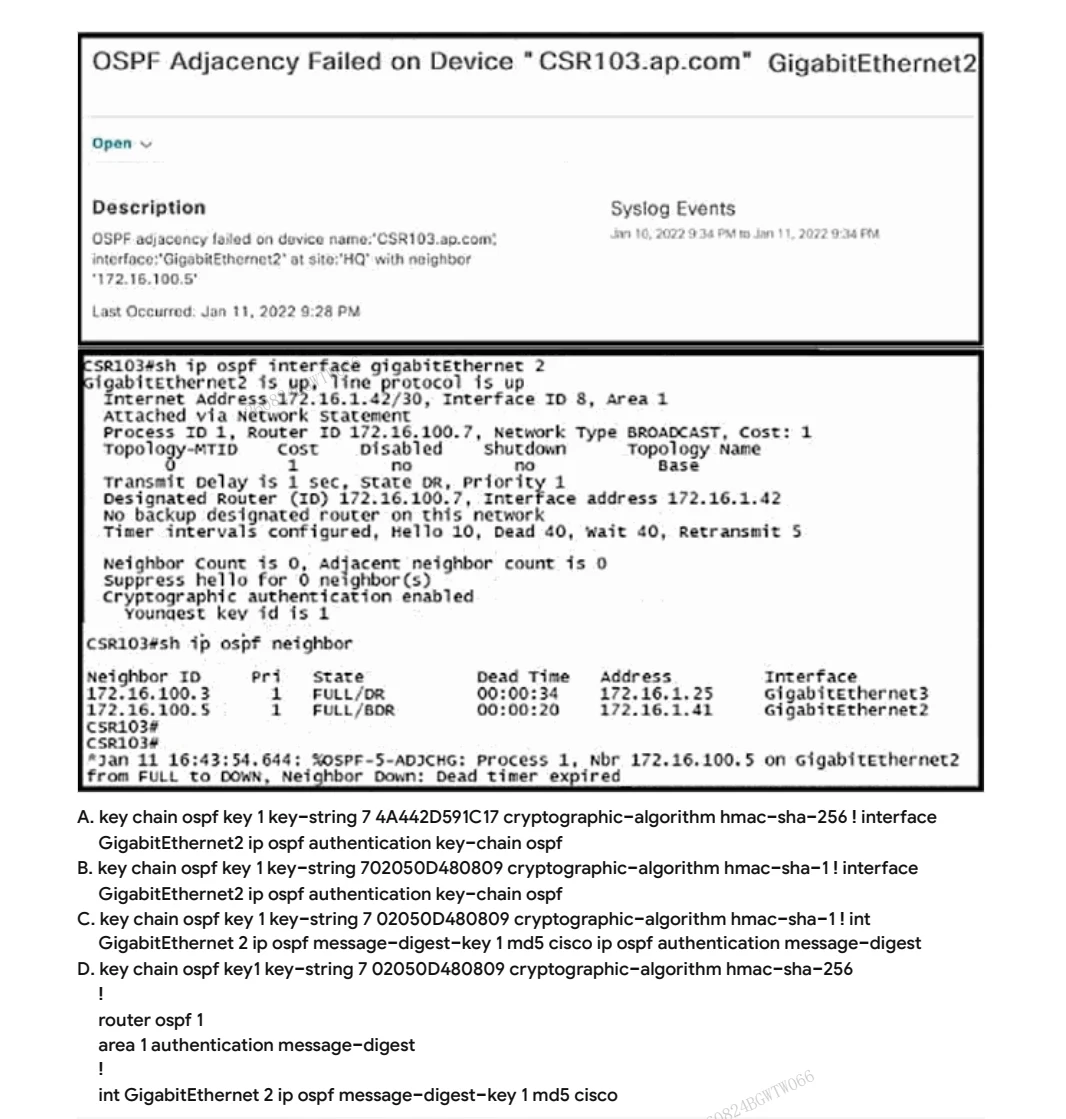 OSPF Adjacency Failed on Device "CSR103.ap.com" GigabitEthernet2
Open
Description
Syslog Events
OSPF adjacency failed on device name:'CSR103.ap.com',
Jan 10, 2022 9:34 PM to Jan 11, 2022 9:34 PM
interface:'GigabitEthernet2' at site:'HQ' with neighbor
'172.16.100.5'
Last Occurred: Jan 11, 2022 9:28 PM
CSR103#sh ip ospf interface gigabitEthernet 2
GigabitEthernet2 is up, line protocol is up
Internet Address 172.16.1.42/30, Interface ID 8, Area 1
Attached via Network Statement
Process ID 1, Router ID 172.16.100.7, Network Type BROADCAST, Cost: 1
Topology-MTID Cost Disabled Shutdown Topology Name
0 1 no no Base
Transmit Delay is 1 sec, State DR, Priority 1
Designated Router (ID) 172.16.100.7, Interface address 172.16.1.42
No backup designated router on this network
Timer intervals configured, Hello 10, Dead 40, Wait 40, Retransmit 5
Neighbor Count is 0, Adjacent neighbor count is 0
Suppress hello for 0 neighbor(s)
Cryptographic authentication enabled
Youngest key id is 1
CSR103#sh ip ospf neighbor
Neighbor ID Pri State Dead Time Address Interface
172.16.100.3 1 FULL/DR 00:00:34 172.16.1.25 GigabitEthernet3
172.16.100.5 1 FULL/BDR 00:00:20 172.16.1.41 GigabitEthernet2
CSR103#
CSR103#
*Jan 11 16:43:54.644: %OSPF-5-ADJCHG: Process 1, Nbr 172.16.100.5 on GigabitEthernet2
from FULL to DOWN, Neighbor Down: Dead timer expired
A. key chain ospf key 1 key-string 7 4A442D591C17 cryptographic-algorithm hmac-sha-256 ! interface
GigabitEthernet2 ip ospf authentication key-chain ospf
B. key chain ospf key 1 key-string 702050D480809 cryptographic-algorithm hmac-sha-1 ! interface
GigabitEthernet2 ip ospf authentication key-chain ospf
C. key chain ospf key 1 key-string 7 02050D480809 cryptographic-algorithm hmac-sha-1 ! int
GigabitEthernet 2 ip ospf message-digest-key 1 md5 cisco ip ospf authentication message-digest
D. key chain ospf key1 key-string 7 02050D480809 cryptographic-algorithm hmac-sha-256
!
router ospf 1
area 1 authentication message-digest
!
int GigabitEthernet 2 ip ospf message-digest-key 1 md5 cisco